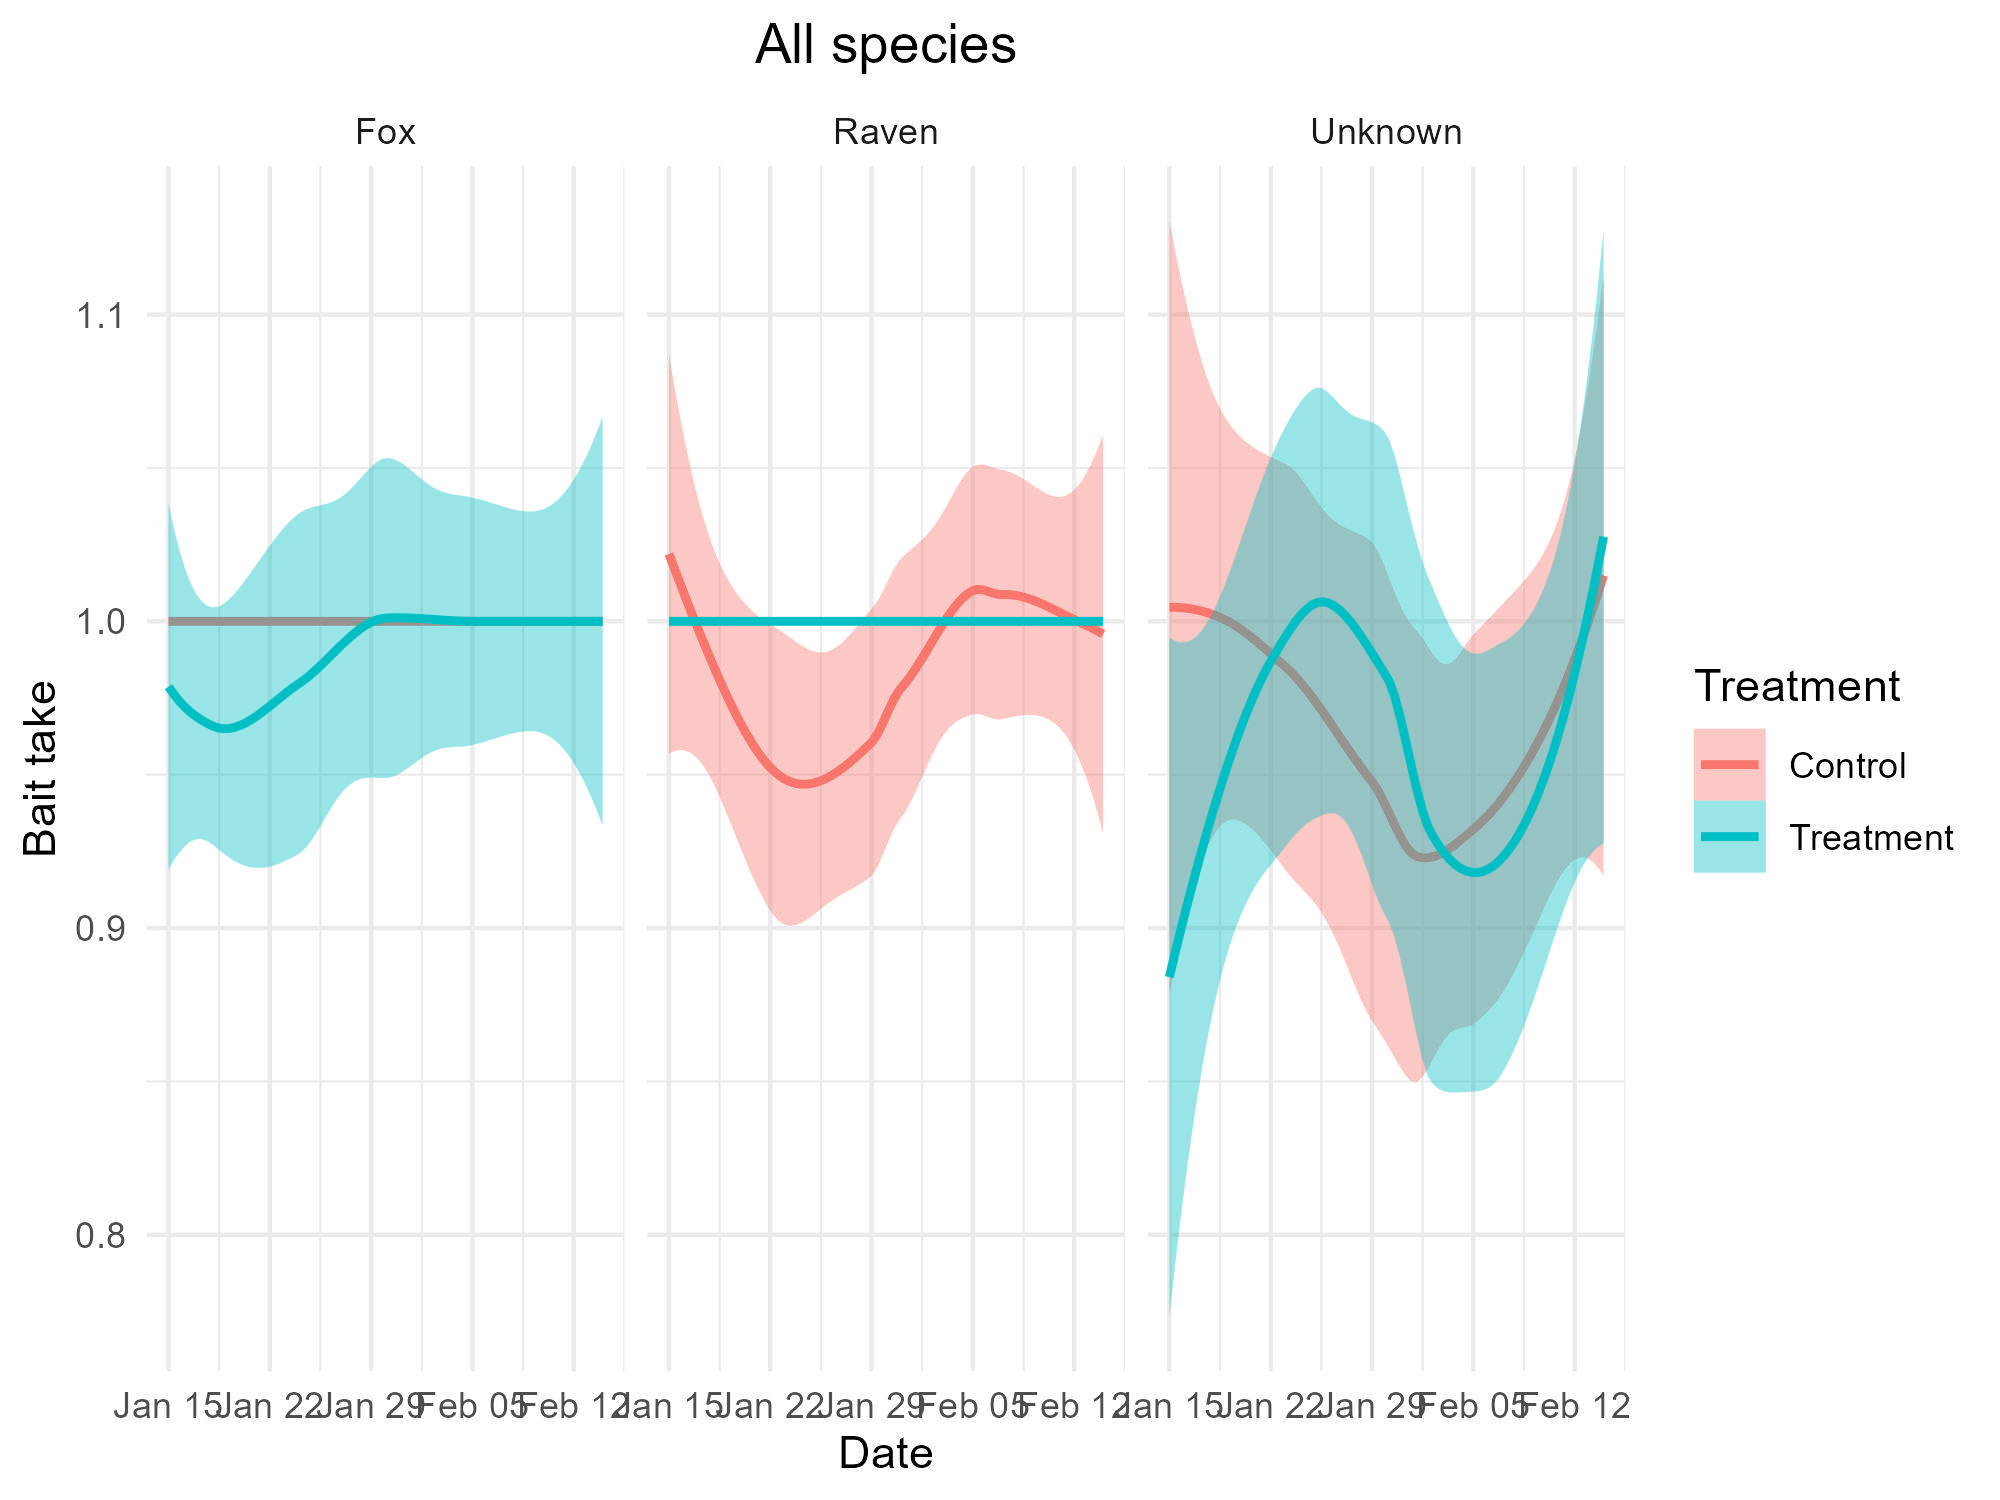 All species
Fox Raven Unknown
1.1
1.0
0.9
0.8
Bait take
Jan 15 Jan 22 Jan 29 Feb 05 Feb 12 Jan 15 Jan 22 Jan 29 Feb 05 Feb 12 Jan 15 Jan 22 Jan 29 Feb 05 Feb 12
Date
Treatment
Control
Treatment